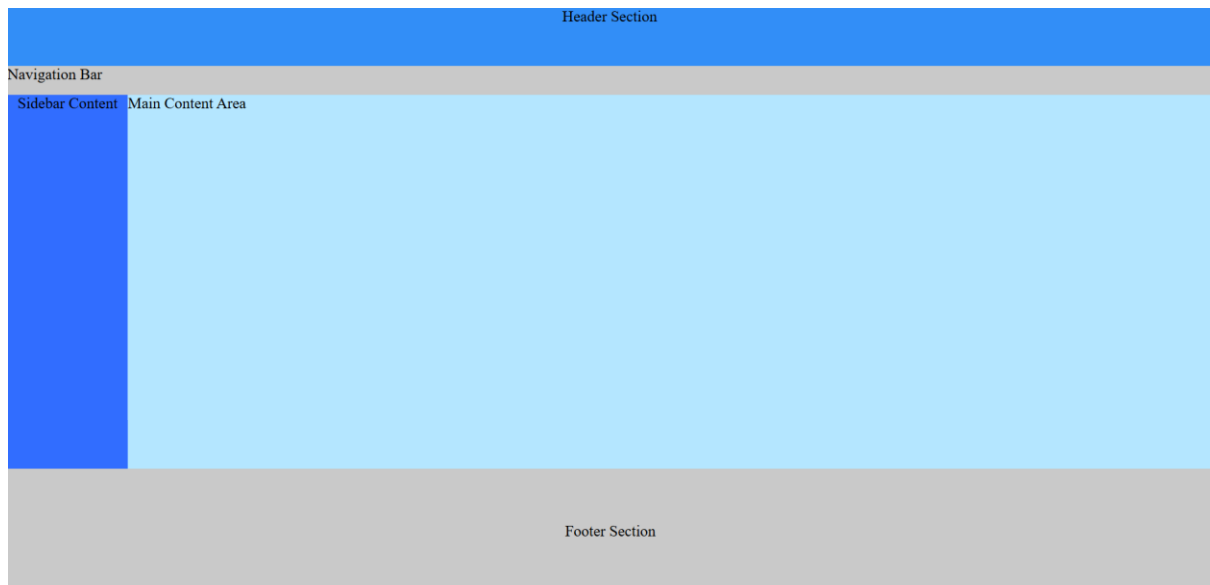 Header Section
Navigation Bar
Sidebar Content
Main Content Area
Footer Section